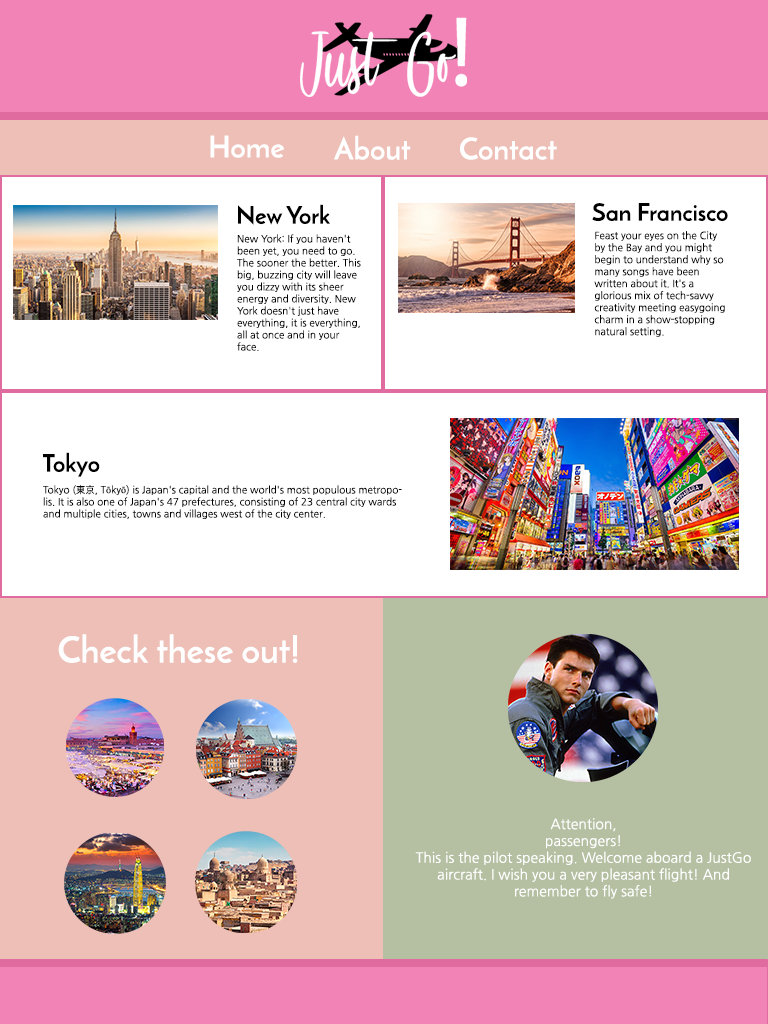 Just Go!
Home About Contact
New York
New York: If you haven't
been yet, you need to go.
The sooner the better. This
big, buzzing city will leave
you dizzy with its sheer
energy and diversity. New
York doesn't just have
everything, it is everything,
all at once and in your
face.
San Francisco
Feast your eyes on the City
by the Bay and you might
begin to understand why so
many songs have been
written about it. It's a
glorious mix of tech-savvy
creativity meeting easygoing
charm in a show-stopping
natural setting.
Tokyo
Tokyo (東京, Tōkyō) is Japan's capital and the world's most populous metropo-
lis. It is also one of Japan's 47 prefectures, consisting of 23 central city wards
and multiple cities, towns and villages west of the city center.
オノデン
Check these out!
Attention,
passengers!
This is the pilot speaking. Welcome aboard a JustGo
aircraft. I wish you a very pleasant flight! And
remember to fly safe!